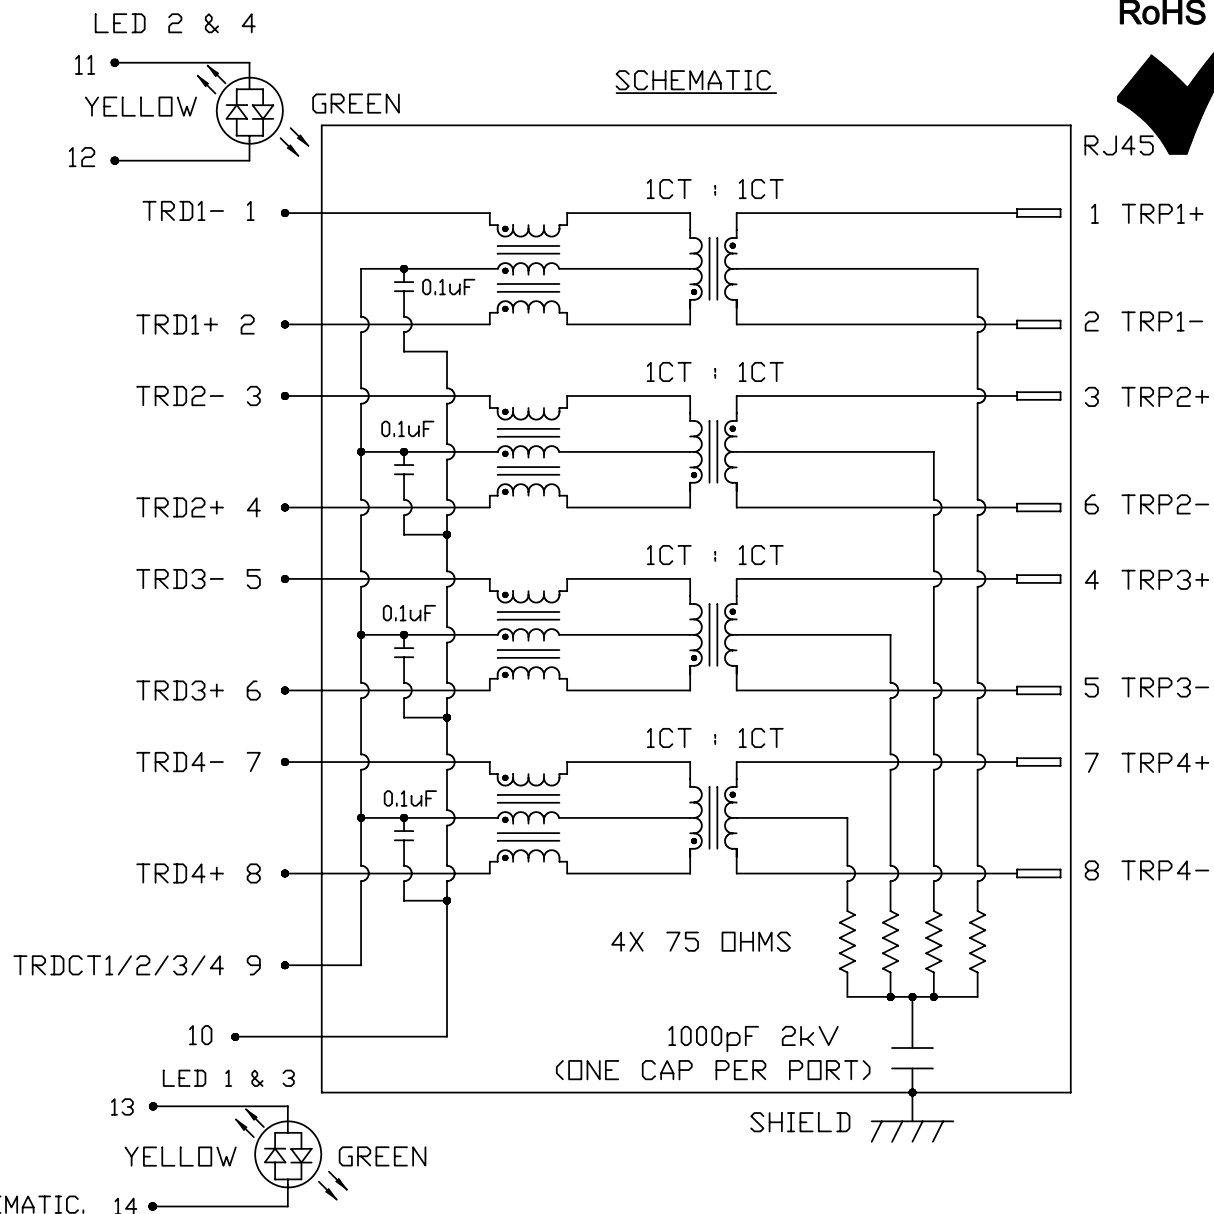 RoHS
LED 2 & 4
11
SCHEMATIC
YELLOW
GREEN
12
RJ45
1CT : 1CT
TRD1- 1
1 TRP1+
0.1uF
TRD1+ 2
2 TRP1-
1CT : 1CT
TRD2- 3
3 TRP2+
0.1uF
TRD2+ 4
6 TRP2-
1CT : 1CT
TRD3- 5
4 TRP3+
0.1uF
TRD3+ 6
5 TRP3-
1CT : 1CT
TRD4- 7
7 TRP4+
0.1uF
TRD4+ 8
8 TRP4-
4X 75 OHMS
TRDCT1/2/3/4 9
10
1000pF 2kV
(ONE CAP PER PORT)
LED 1 & 3
13
SHIELD
YELLOW
GREEN
EMATIC. 14